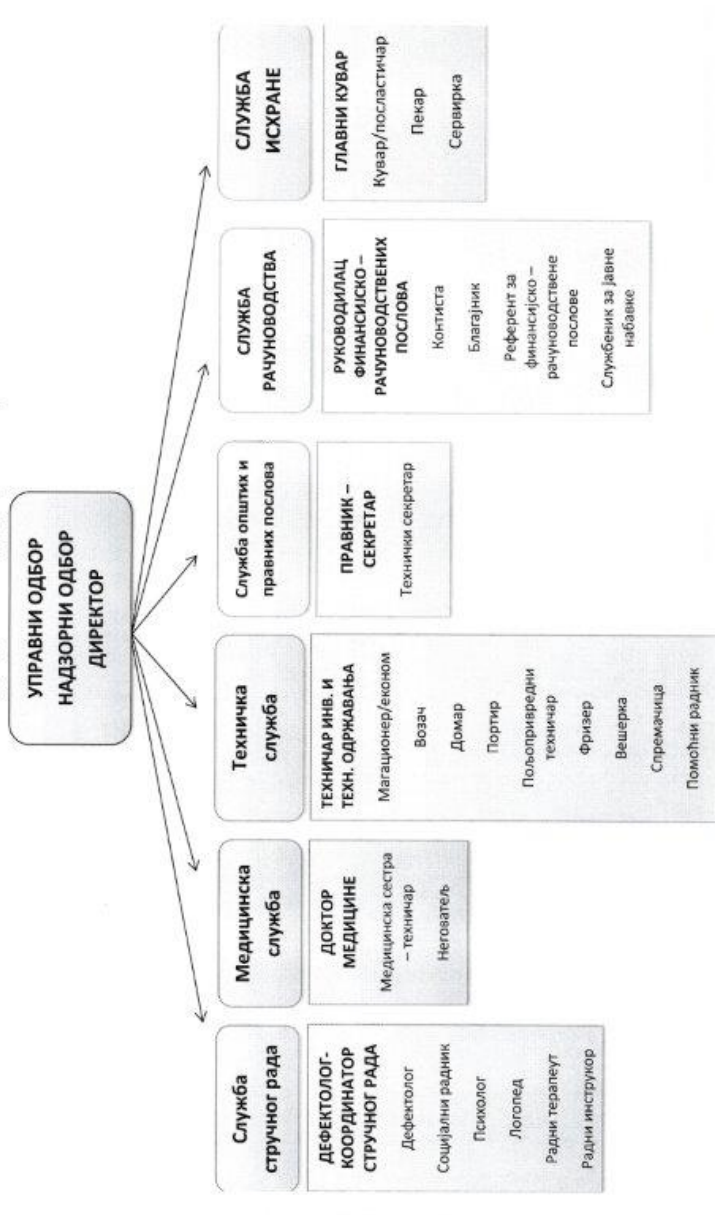 УПРАВНИ ОДБОР
НАДЗОРНИ ОДБОР
ДИРЕКТОР
Служба
стручног рада
ДЕФЕКТОЛОГ-
КООРДИНАТОР
СТРУЧНОГ РАДА
Дефектолог
Социјални радник
Психолог
Логопед
Радни терапеут
Радни инструкор
Медицинска
служба
ДОКТОР
МЕДИЦИНЕ
Медицинска сестра
– техничар
Негователь
Техничка
служба
ТЕХНИЧАР ИНВ. И
ТЕХН. ОДРЖАВАЊА
Магационер/економ
Возач
Домар
Портир
Пољопривредни
техничар
Фризер
Вешерка
Спремачица
Помоћни радник
Служба општих и
правних послова
ПРАВНИК –
СЕКРЕТАР
Технички секретар
СЛУЖБА
РАЧУНОВОДСТВА
РУКОВОДИЛАЦ
ФИНАНСИЈСКО –
РАЧУНОВОДСТВЕНИХ
ПОСЛОВА
Контиста
Благајник
Референт за
финансијско –
рачуноводствене
послове
Службеник за јавне
набавке
СЛУЖБА
ИСХРАНЕ
ГЛАВНИ КУВАР
Кувар/посластичар
Пекар
Сервирка